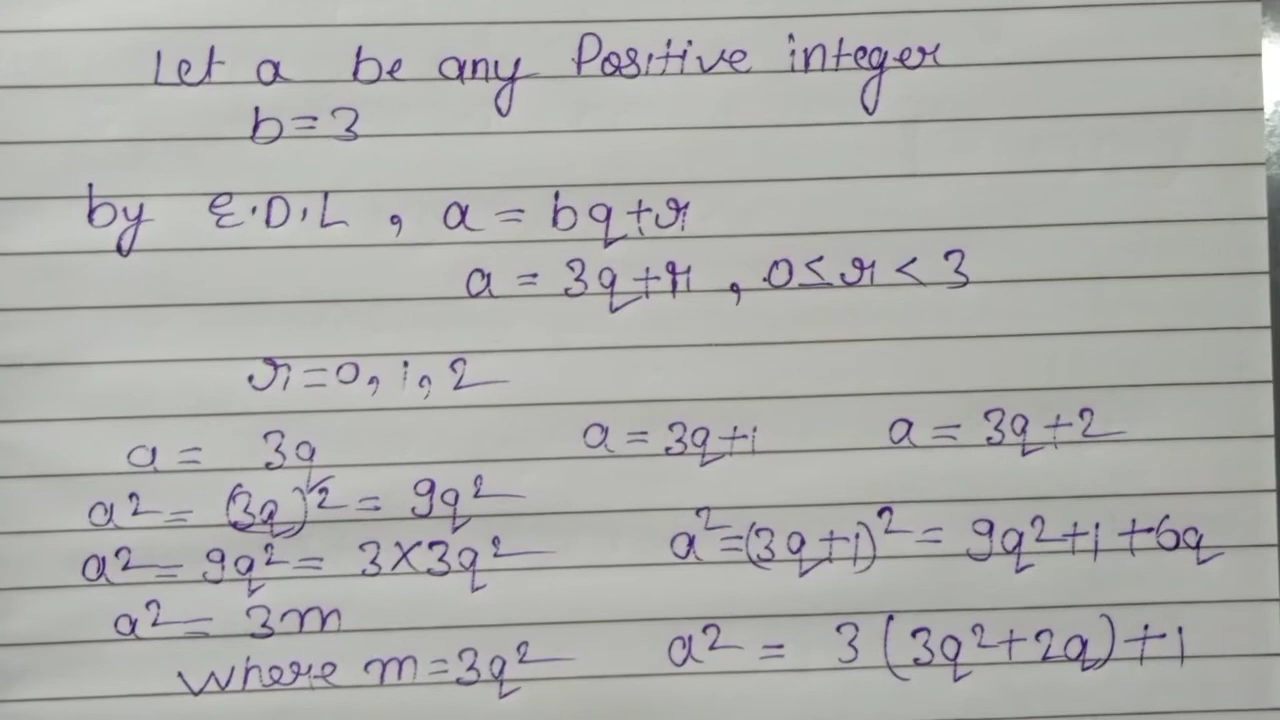 Let a be any Positive integer
b=3
by E.D.L , a = bq+r
a = 3q+r , 0≤r<3
r=0,1,2
a = 3q
a = 3q+1
a = 3q+2
a² = (3q)² = 9q²
a² = 9q² = 3×3q²
a² = 3m
where m=3q²
a²=(3q+1)² = 9q²+1+6q
a² = 3(3q²+2q)+1